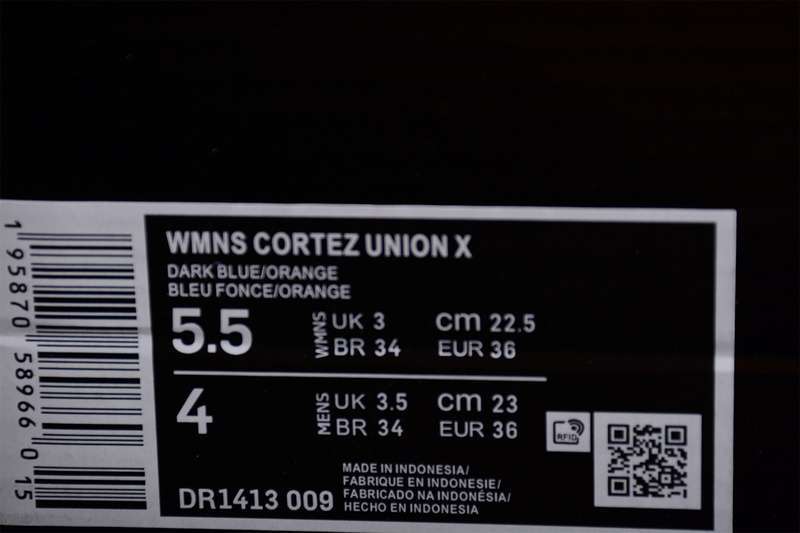 WMNS CORTEZ UNION X
DARK BLUE/ORANGE
BLEU FONCE/ORANGE
5.5 WMNS UK 3 cm 22.5
BR 34 EUR 36
4 MENS UK 3.5 cm 23
BR 34 EUR 36
RFID
MADE IN INDONESIA/
FABRIQUE EN INDONESIE/
FABRICADO NA INDONÉSIA/
HECHO EN INDONESIA
DR1413 009
1 95870 58966 0 15